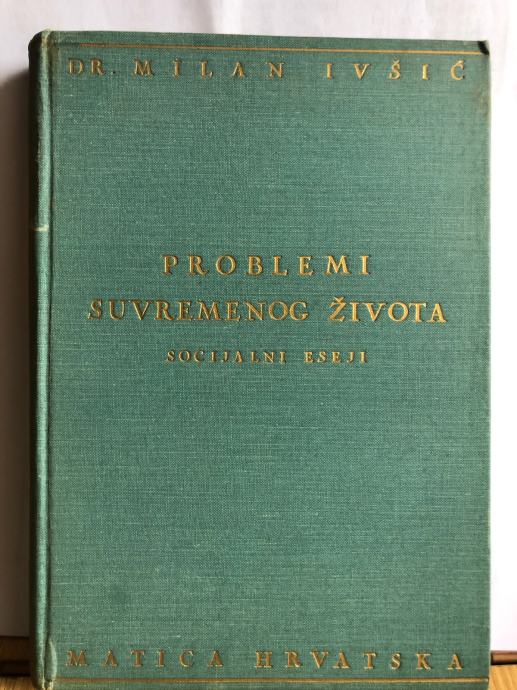 DR. MILAN IVŠIĆ
PROBLEMI
SUVREMENOG ŽIVOTA
SOCIJALNI ESEJI
MATICA HRVATSKA